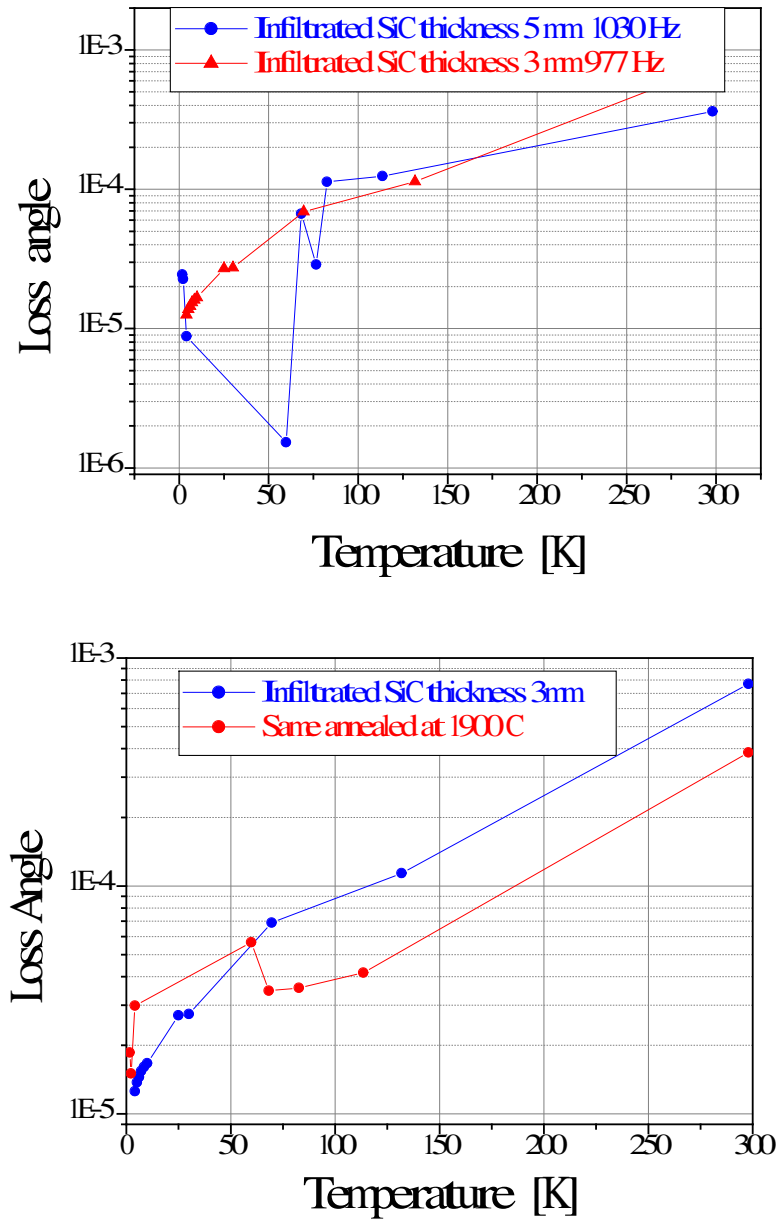 1E-3
Infiltrated SiC thickness 5 mm 1030 Hz
Infiltrated SiC thickness 3 mm 977 Hz
1E-4
1E-5
1E-6
Loss angle
0 50 100 150 200 250 300
Temperature [K]
1E-3
Infiltrated SiC thickness 3mm
Same annealed at 1900 C
1E-4
1E-5
Loss Angle
0 50 100 150 200 250 300
Temperature [K]